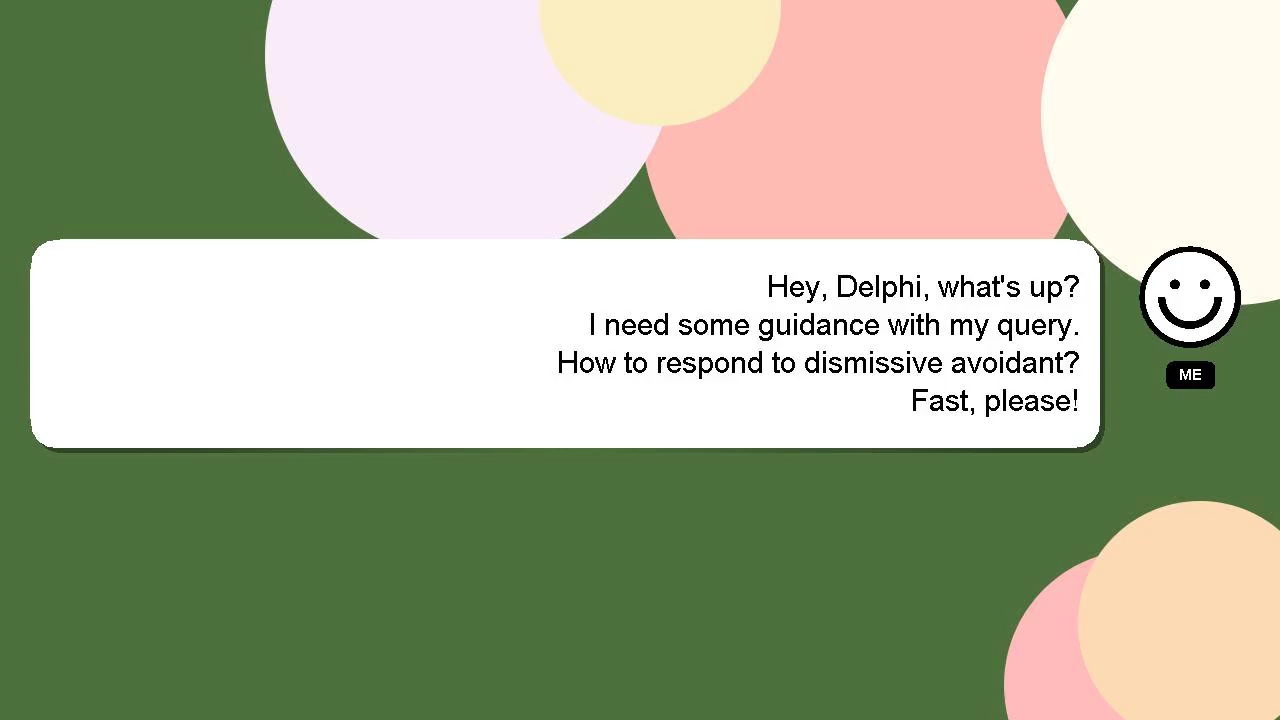 Hey, Delphi, what's up?
I need some guidance with my query.
How to respond to dismissive avoidant?
Fast, please!
ME